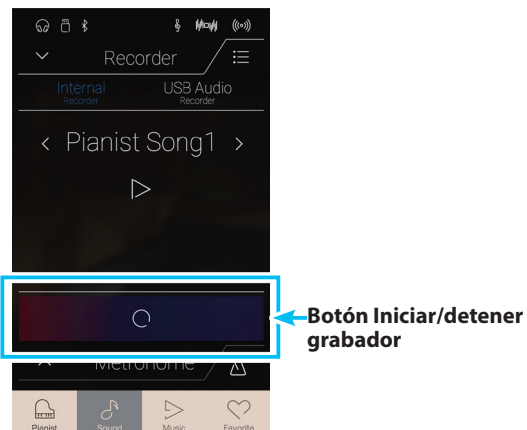 Recorder
Internal
Recorder
USB Audio
Recorder
Pianist Song1
Botón Iniciar/detener
grabador
Metronome
Pianist
Sound
Music
Favorite